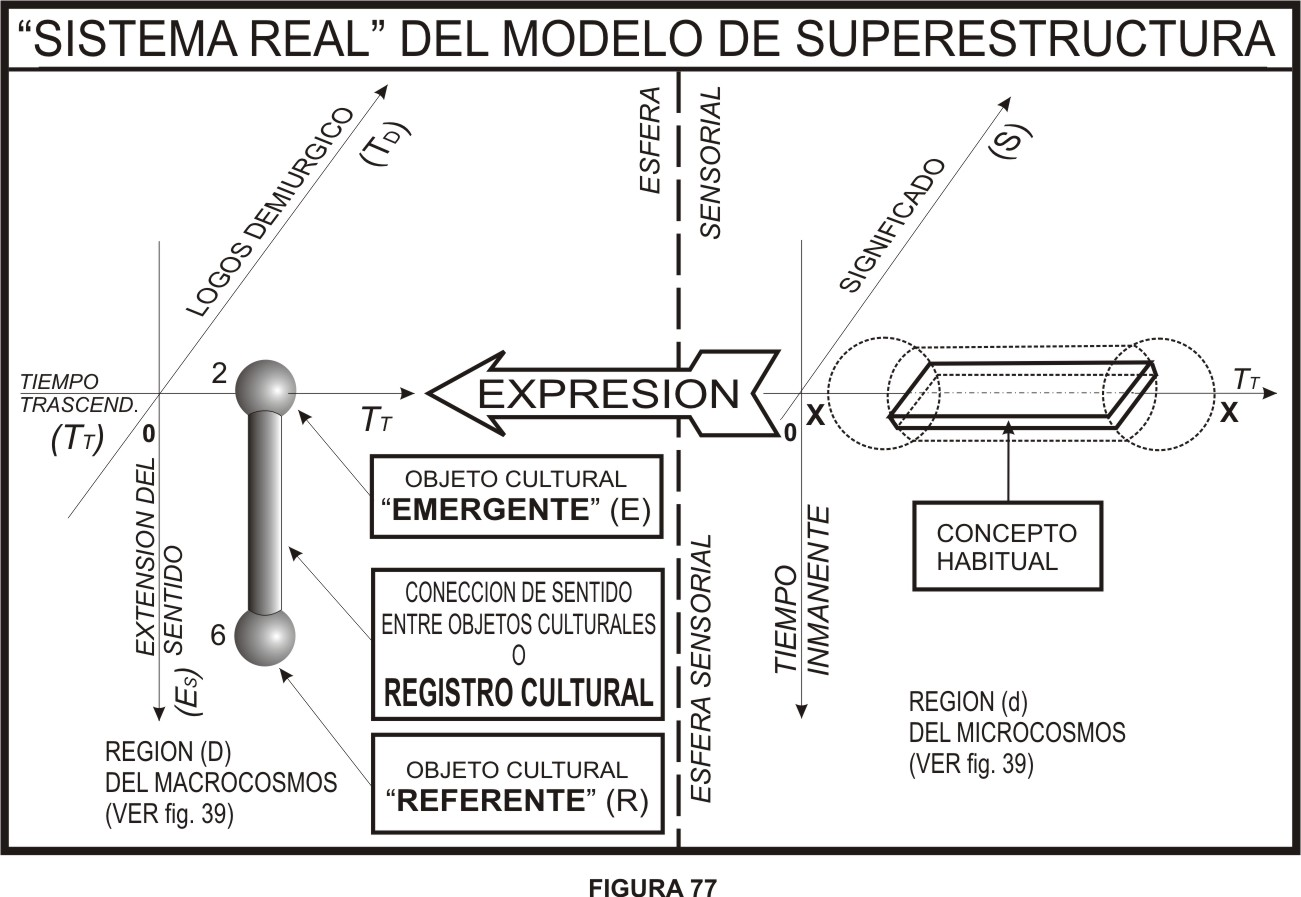 “SISTEMA REAL” DEL MODELO DE SUPERESTRUCTURA
LOGOS DEMIURGICO
(TD)
ESFERA
SENSORIAL
SIGNIFICADO
(S)
TIEMPO
TRASCEND.
(TT)
0
2
TT
EXPRESION
0
X
TT
X
EXTENSION DEL
SENTIDO
(ES)
6
OBJETO CULTURAL
“EMERGENTE” (E)
CONECCION DE SENTIDO
ENTRE OBJETOS CULTURALES
O
REGISTRO CULTURAL
OBJETO CULTURAL
“REFERENTE” (R)
ESFERA SENSORIAL
TIEMPO
INMANENTE
CONCEPTO
HABITUAL
REGION (D)
DEL MACROCOSMOS
(VER fig. 39)
REGION (d)
DEL MICROCOSMOS
(VER fig. 39)
FIGURA 77